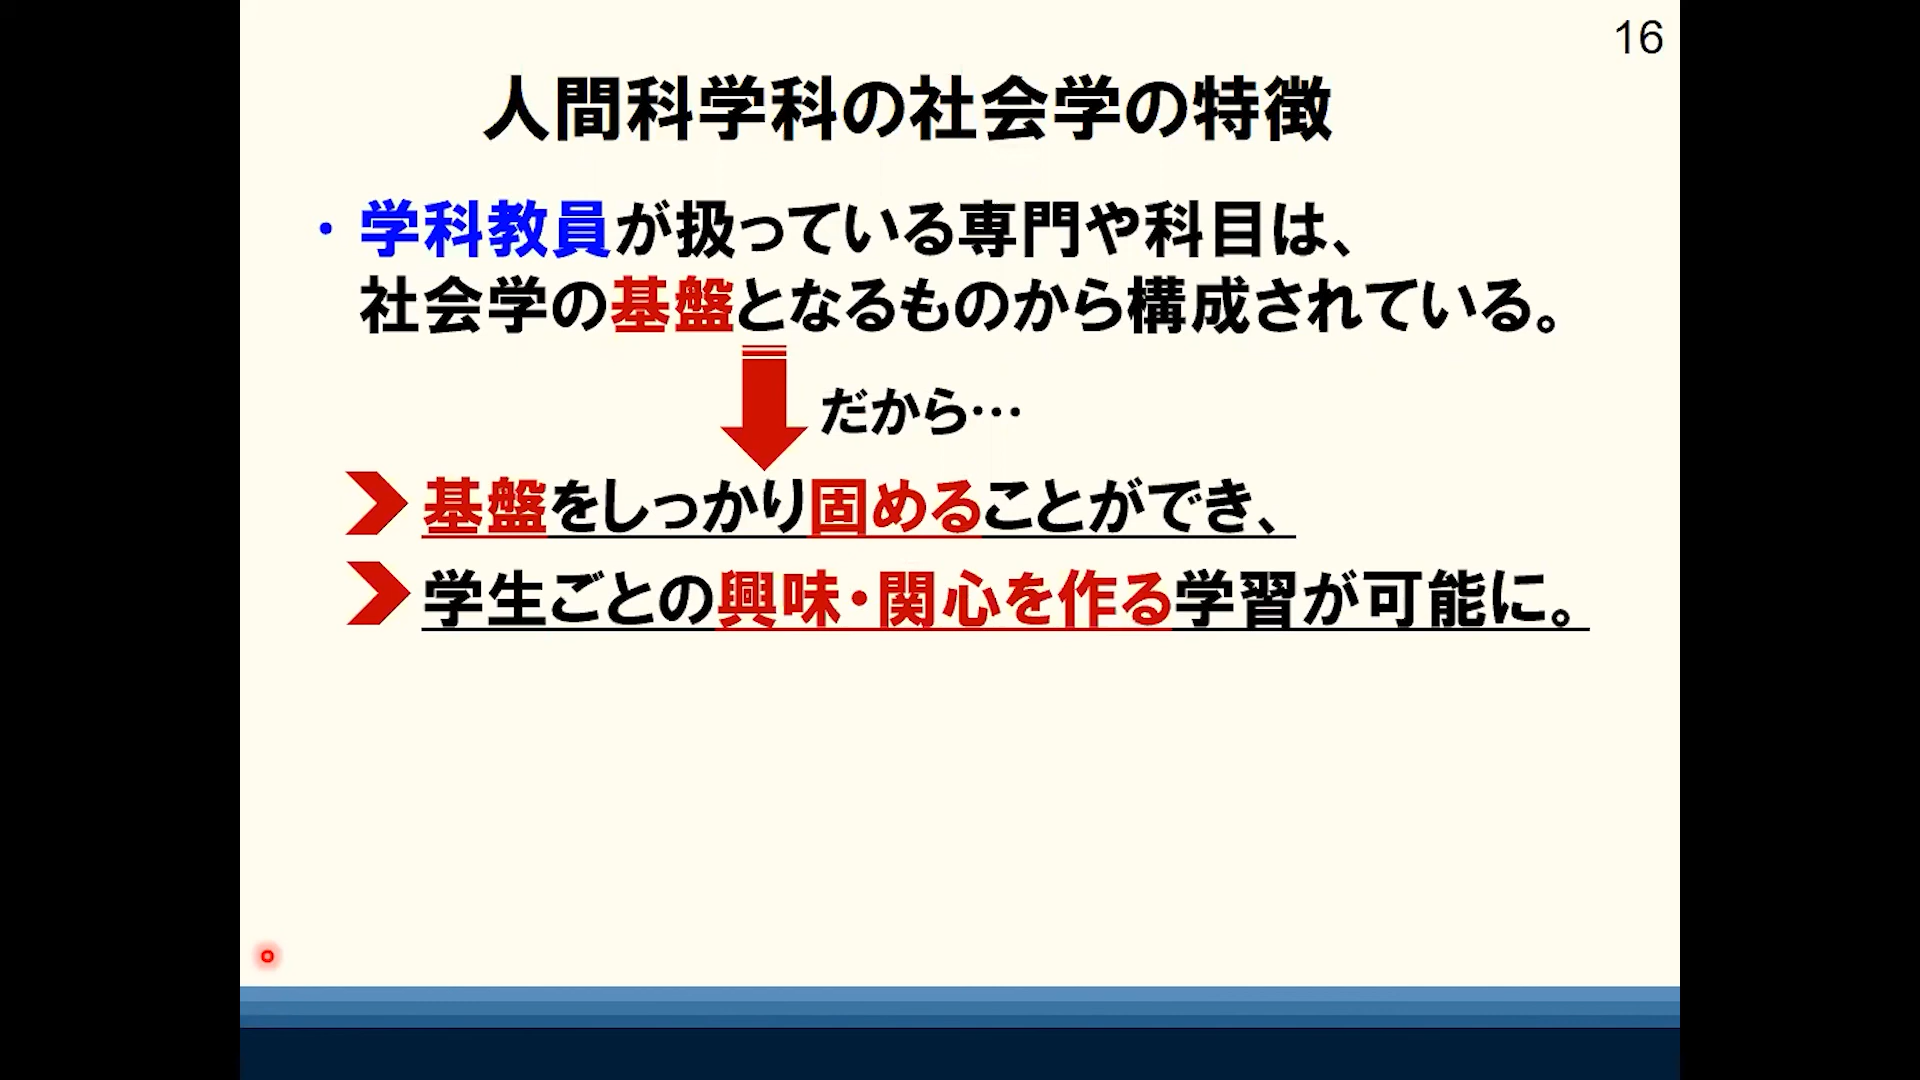 16
人間科学科の社会学の特徴
・学科教員が扱っている専門や科目は、
社会学の基盤となるものから構成されている。
だから…
基盤をしっかり固めることができ、
学生ごとの興味・関心を作る学習が可能に。